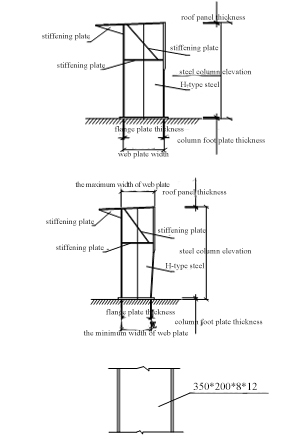 roof panel thickness
stiffening plate
stiffening plate
stiffening plate
steel column elevation
H-type steel
flange plate thickness
column foot plate thickness
web plate width
the maximum width of web plate
roof panel thickness
stiffening plate
stiffening plate
stiffening plate
steel column elevation
H-type steel
flange plate thickness
column foot plate thickness
the minimum width of web plate
350*200*8*12